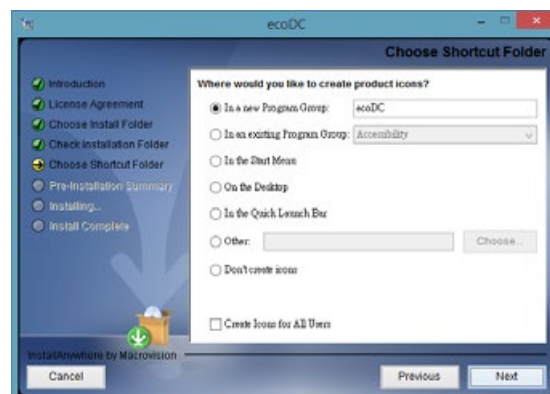 ecoDC
Choose Shortcut Folder
Introduction
License Agreement
Choose Install Folder
Check Installation Folder
Choose Shortcut Folder
Pre-Installation Summary
Installing...
Install Complete
Where would you like to create product icons?
In a new Program Group: ecoDC
In an existing Program Group: Accessibility
In the Start Menu
On the Desktop
In the Quick Launch Bar
Other: Choose...
Don't create icons
Create Icons for All Users
InstallAnywhere by Macrovision
Cancel Previous Next